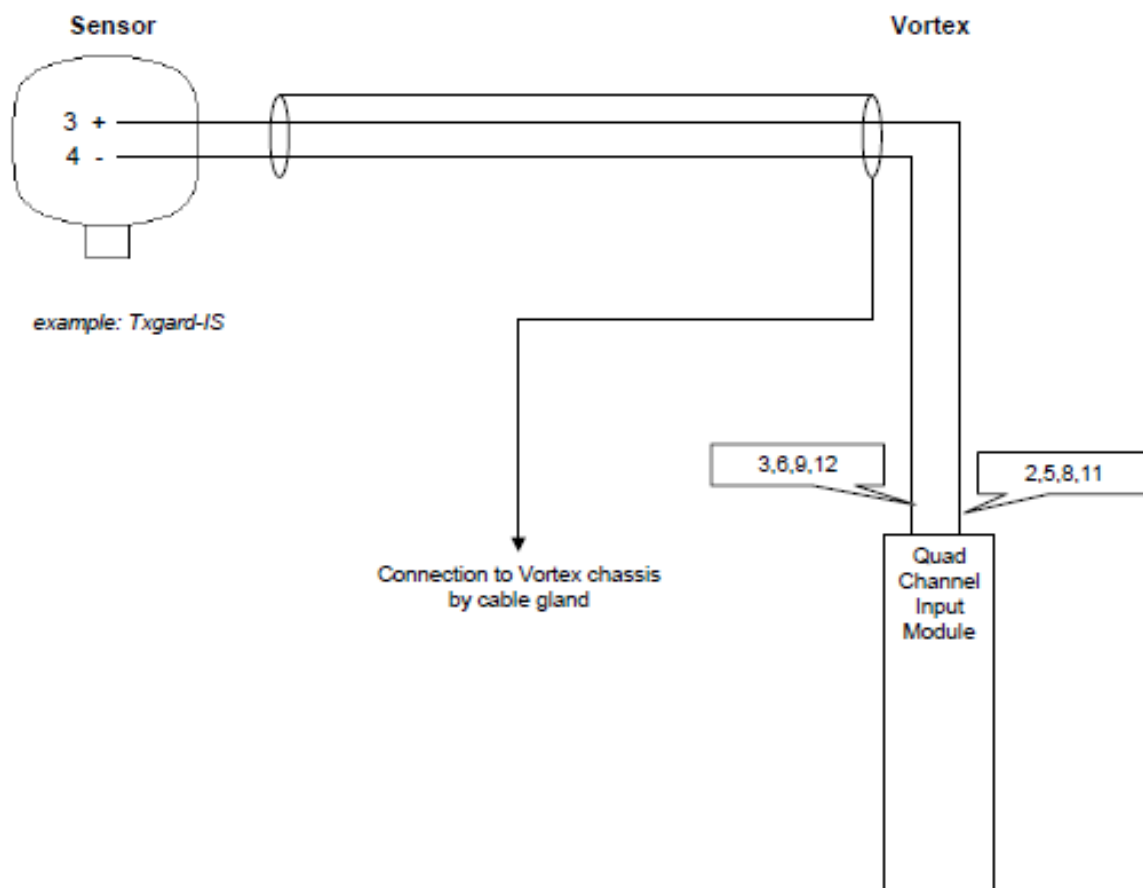 Sensor
Vortex
3 +
4 -
example: Txgard-IS
3,6,9,12
2,5,8,11
Connection to Vortex chassis
by cable gland
Quad
Channel
Input
Module